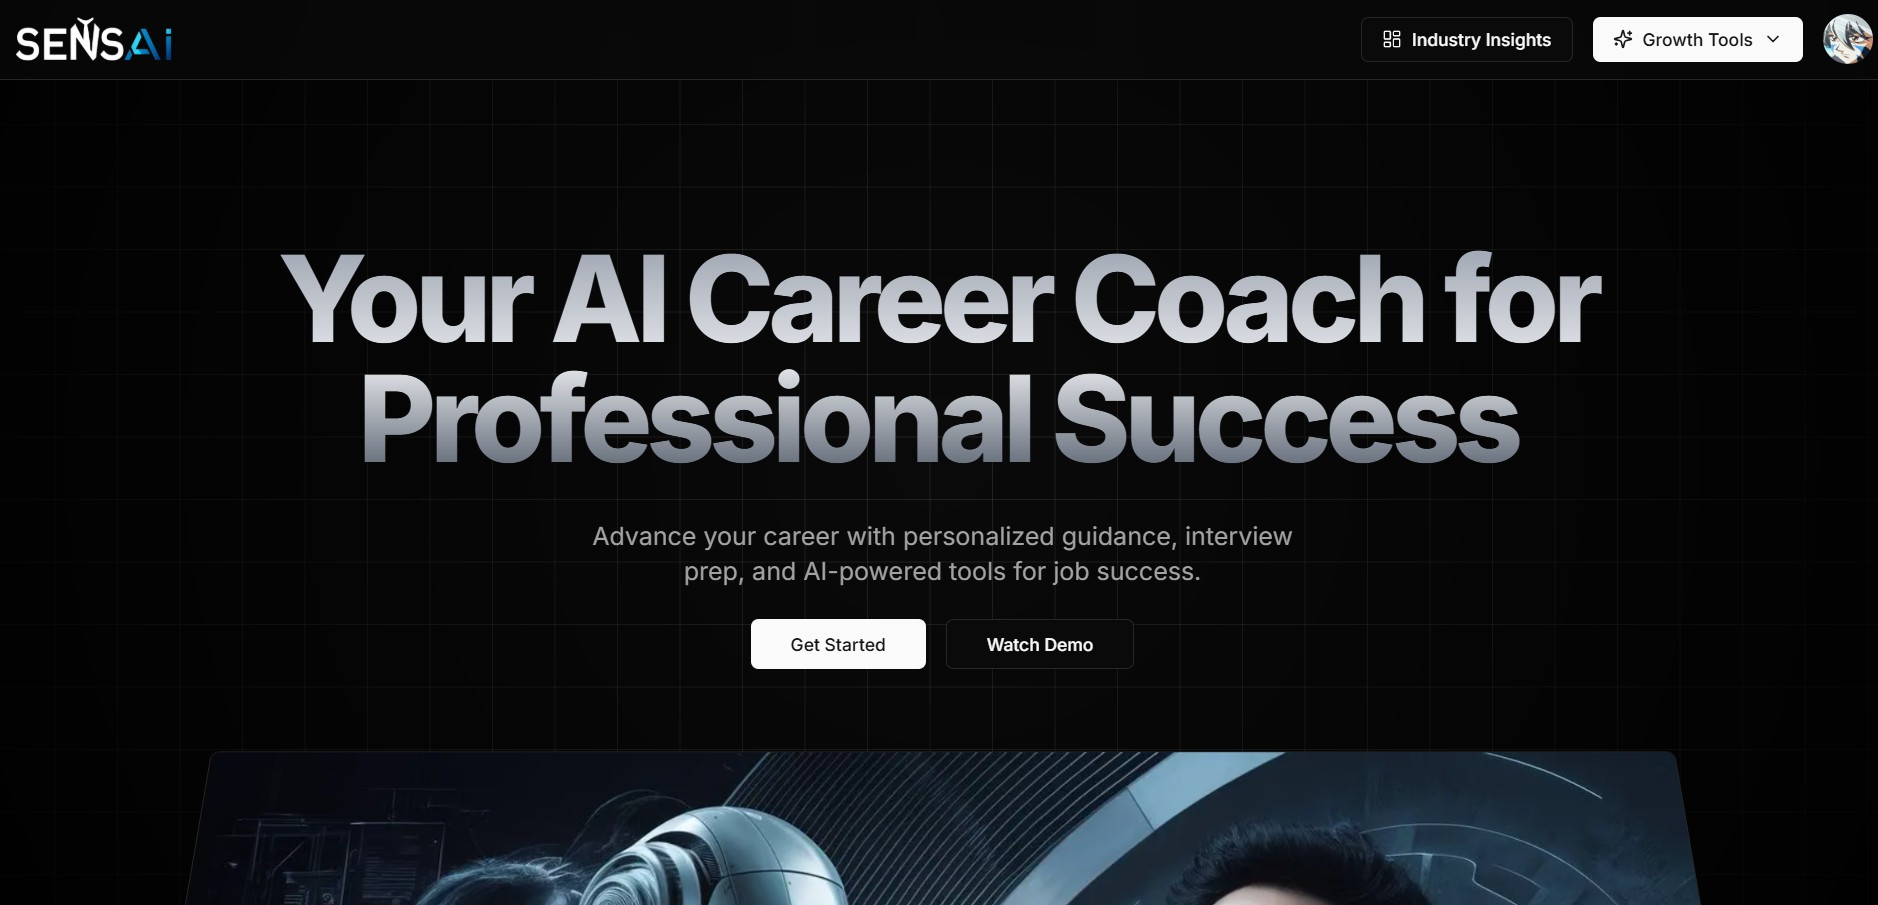 SENSAi
Industry Insights
Growth Tools
Your AI Career Coach for
Professional Success
Advance your career with personalized guidance, interview
prep, and AI-powered tools for job success.
Get Started
Watch Demo